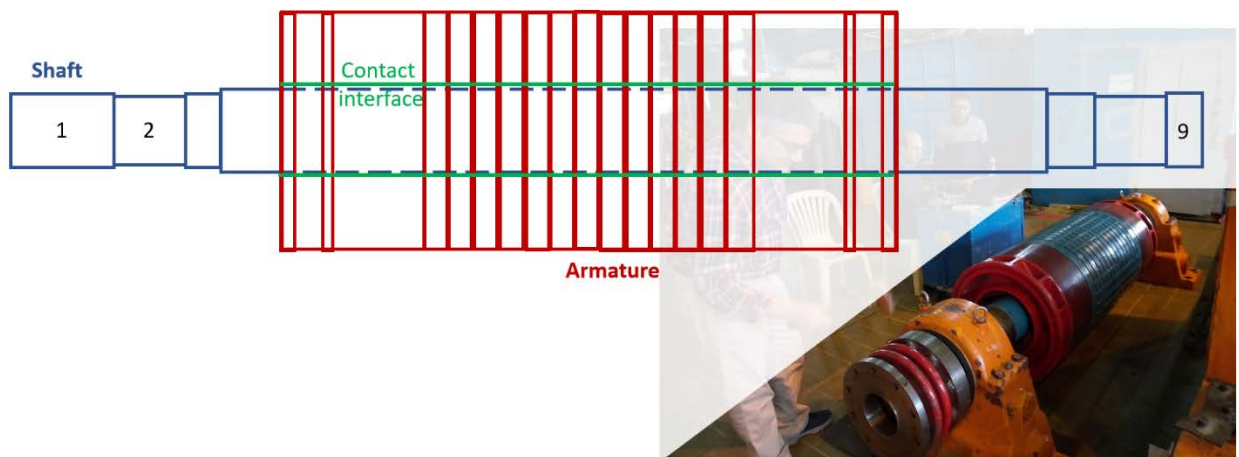 Shaft
Contact
interface
1
2
9
Armature